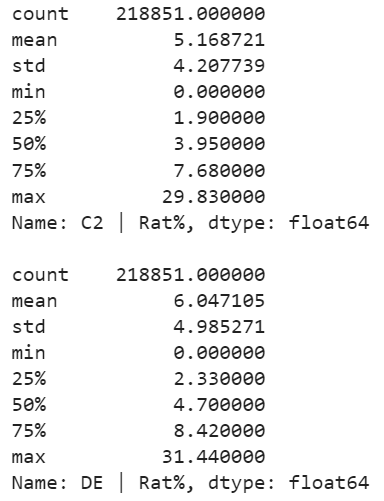 count    218851.000000
mean          5.168721
std           4.207739
min           0.000000
25%           1.900000
50%           3.950000
75%           7.680000
max          29.830000
Name: C2 | Rat%, dtype: float64

count    218851.000000
mean          6.047105
std           4.985271
min           0.000000
25%           2.330000
50%           4.700000
75%           8.420000
max          31.440000
Name: DE | Rat%, dtype: float64